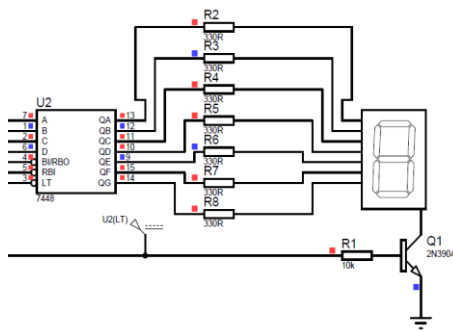 R2
330R
R3
330R
R4
330R
R5
330R
R6
330R
R7
330R
R8
330R
U2
7 A QA 13
1 B QB 12
2 C QC 11
6 D QD 10
4 BI/RBO QE 9
5 RBI QF 15
3 LT QG 14
7448
U2(LT)
R1
10k
Q1
2N3904